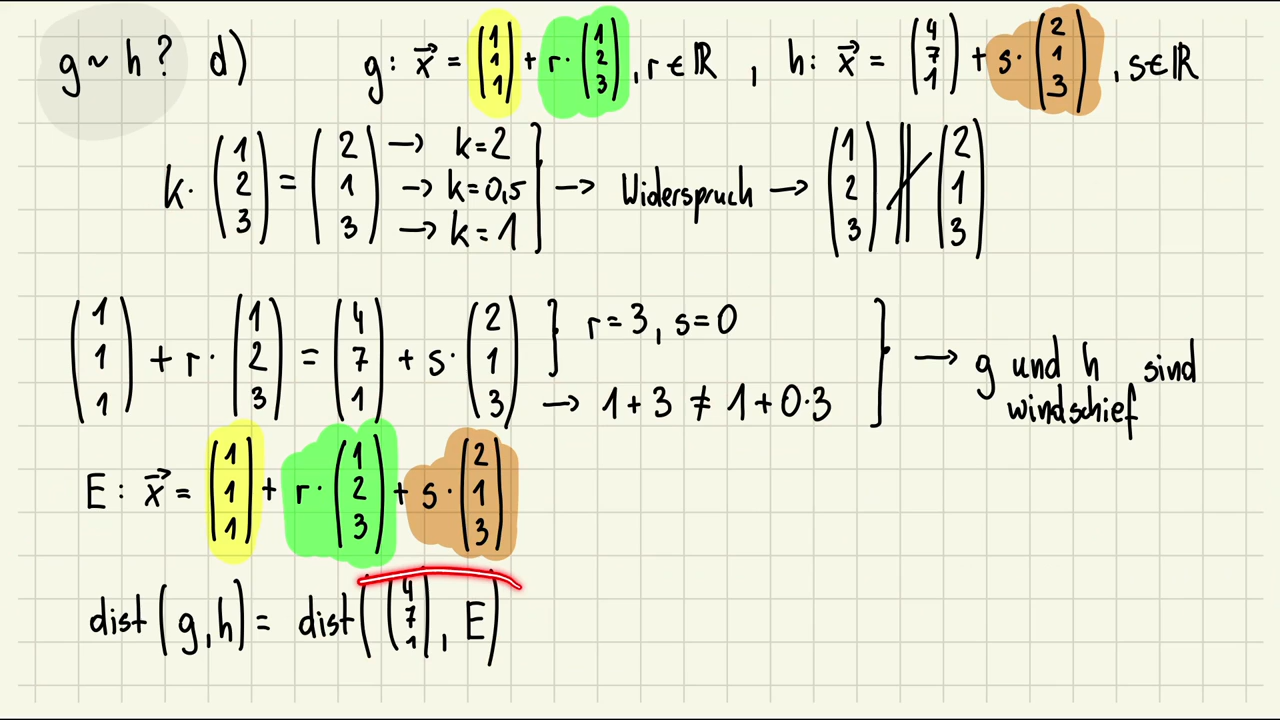 g ~ h ? d) g: x⃗ = (1 1 1) + r· (1 2 3) , r∈ℝ , h: x⃗ = (4 7 1) + s· (2 1 3) , s∈ℝ
k· (1 2 3) = (2 1 3) → k=2 → k=0,5 → k=1 } → Widerspruch → (1 2 3) ∦ (2 1 3)
(1 1 1) + r· (1 2 3) = (4 7 1) + s· (2 1 3) } r=3, s=0 → 1+3 ≠ 1+0·3 } → g und h sind windschief
E: x⃗ = (1 1 1) + r· (1 2 3) + s· (2 1 3)
dist(g,h) = dist((4 7 1), E)